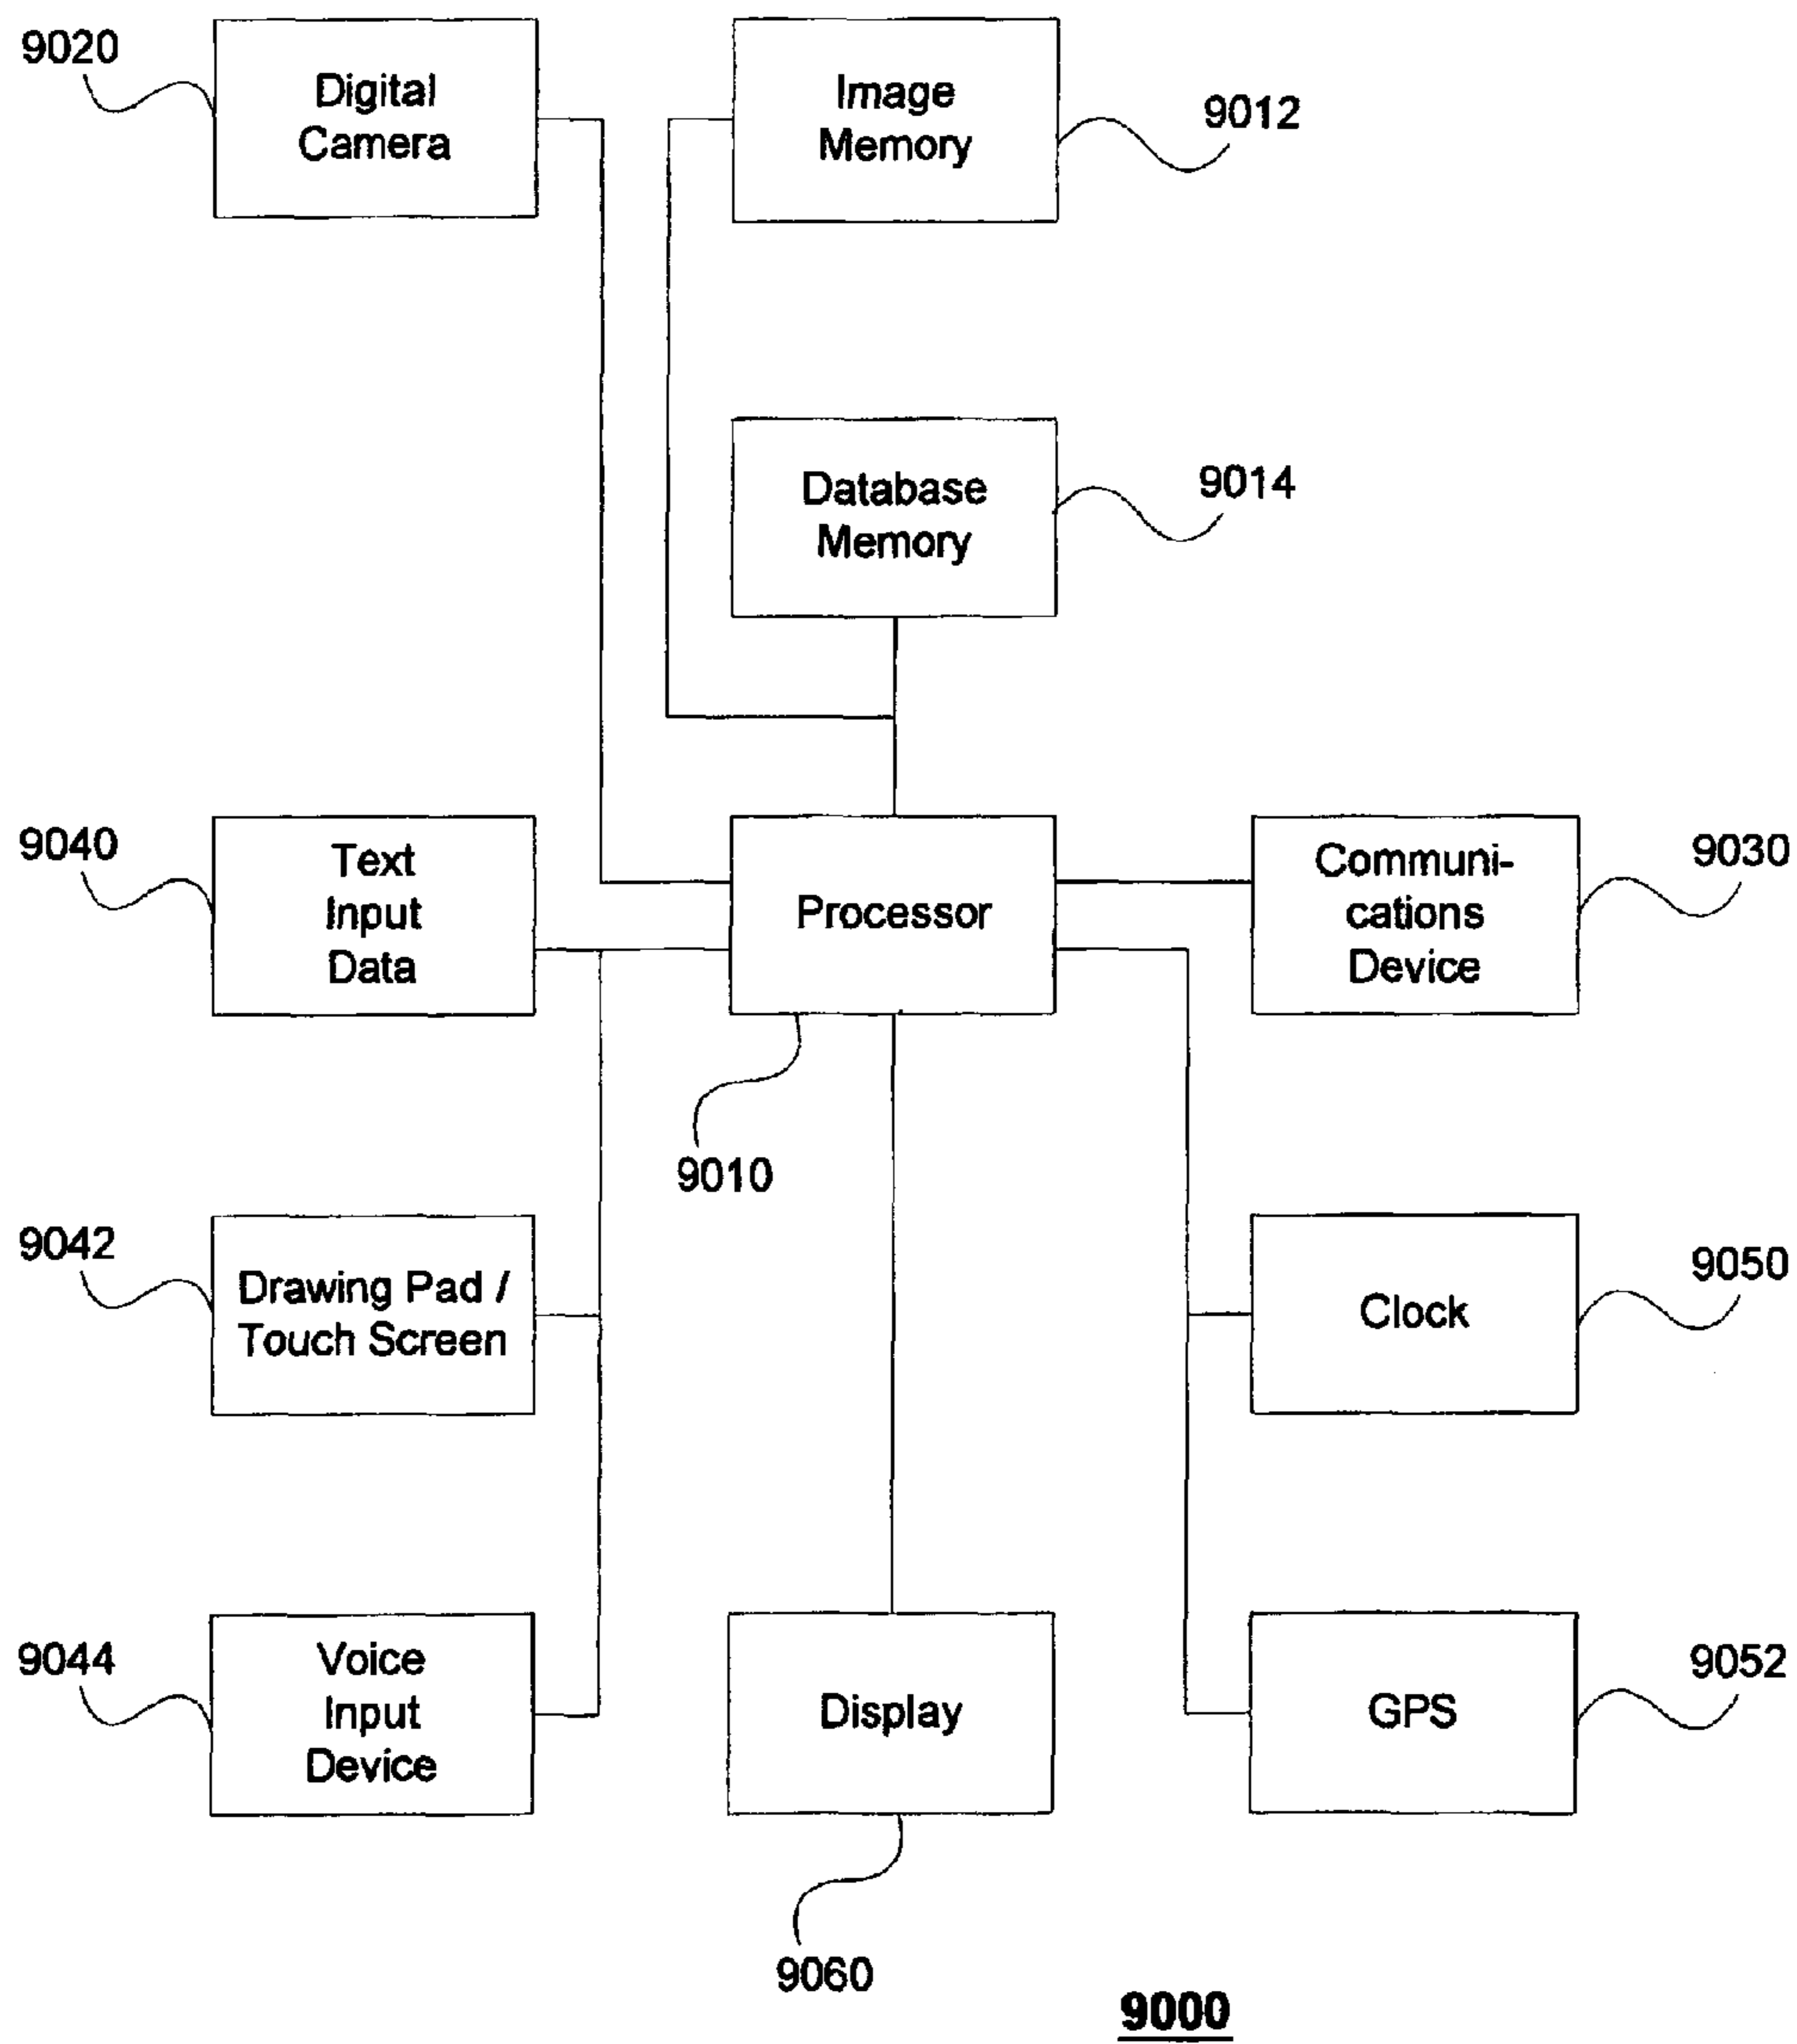 9020
Digital
Camera
Image
Memory
9012
Database
Memory
9014
9040
Text
Input
Data
Processor
9010
Communi-
cations
Device
9030
9042
Drawing Pad /
Touch Screen
Clock
9050
9044
Voice
Input
Device
Display
9060
GPS
9052
9000